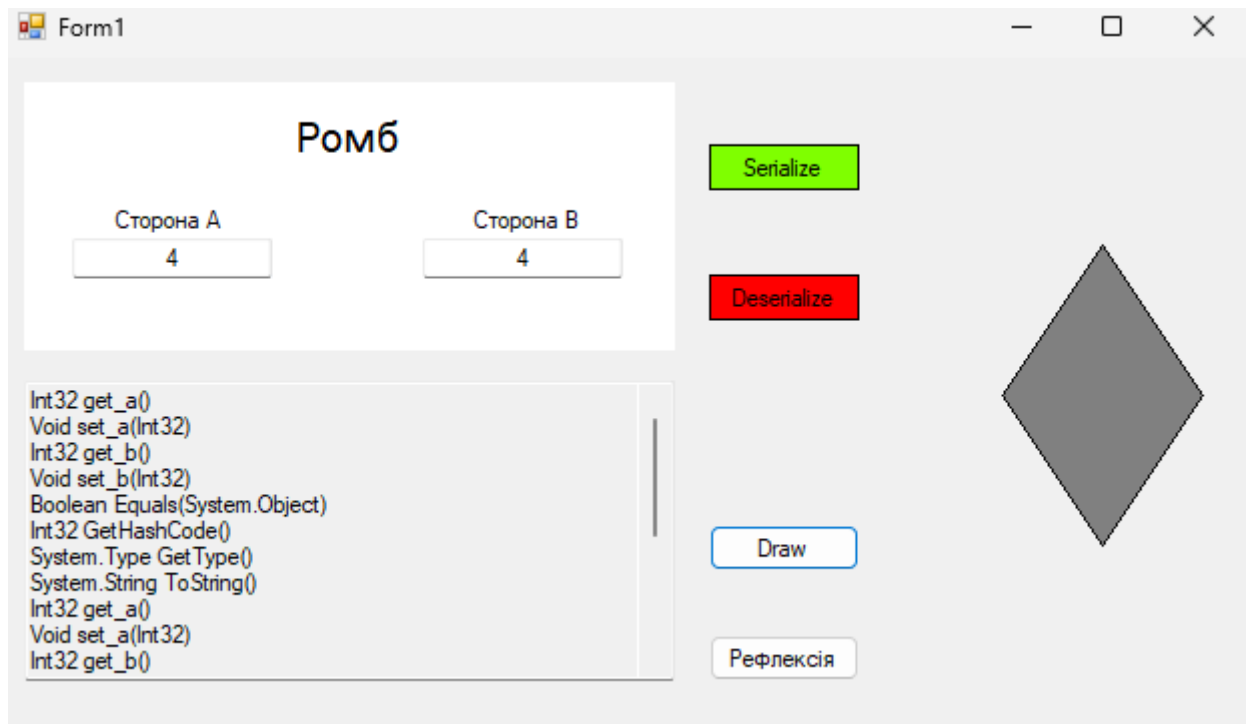 Form1
Ромб
Сторона А
Сторона В
4
4
Serialize
Deserialize
Int32 get_a()
Void set_a(Int32)
Int32 get_b()
Void set_b(Int32)
Boolean Equals(System.Object)
Int32 GetHashCode()
System.Type GetType()
System.String ToString()
Int32 get_a()
Void set_a(Int32)
Int32 get_b()
Draw
Рефлексія